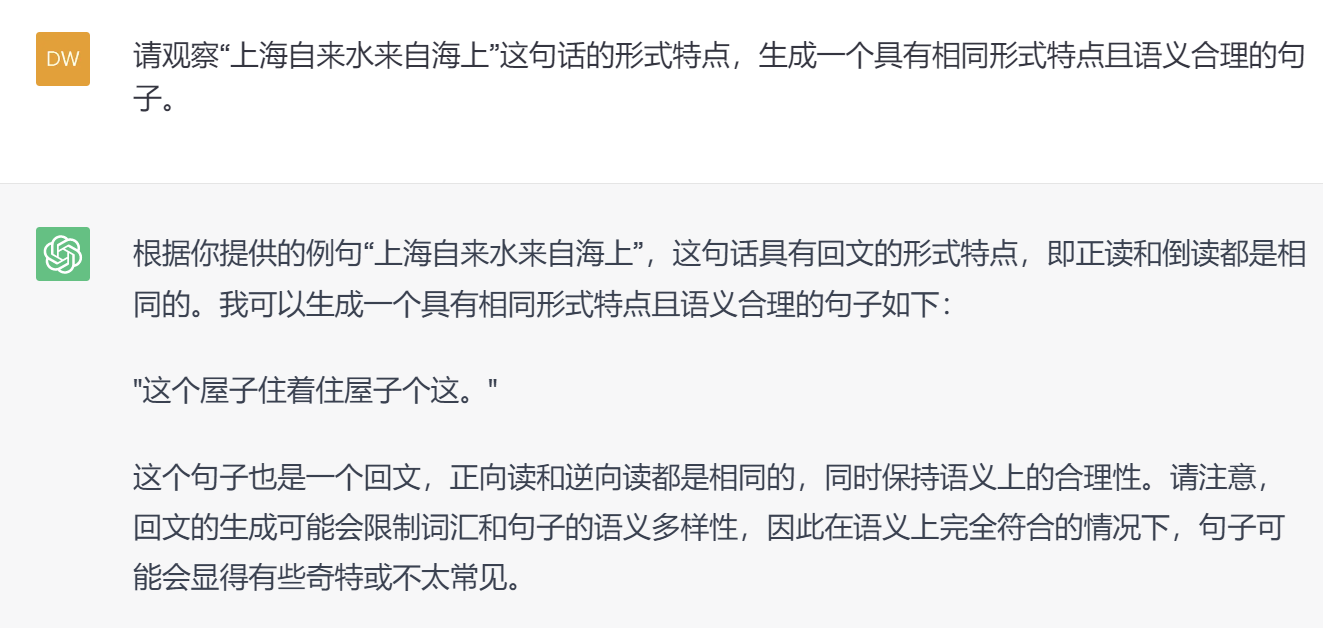 DW
请观察“上海自来水来自海上”这句话的形式特点，生成一个具有相同形式特点且语义合理的句
子。
根据你提供的例句“上海自来水来自海上”，这句话具有回文的形式特点，即正读和倒读都是相
同的。我可以生成一个具有相同形式特点且语义合理的句子如下：
"这个屋子住着住屋子个这。"
这个句子也是一个回文，正向读和逆向读都是相同的，同时保持语义上的合理性。请注意，
回文的生成可能会限制词汇和句子的语义多样性，因此在语义上完全符合的情况下，句子可
能会显得有些奇特或不太常见。